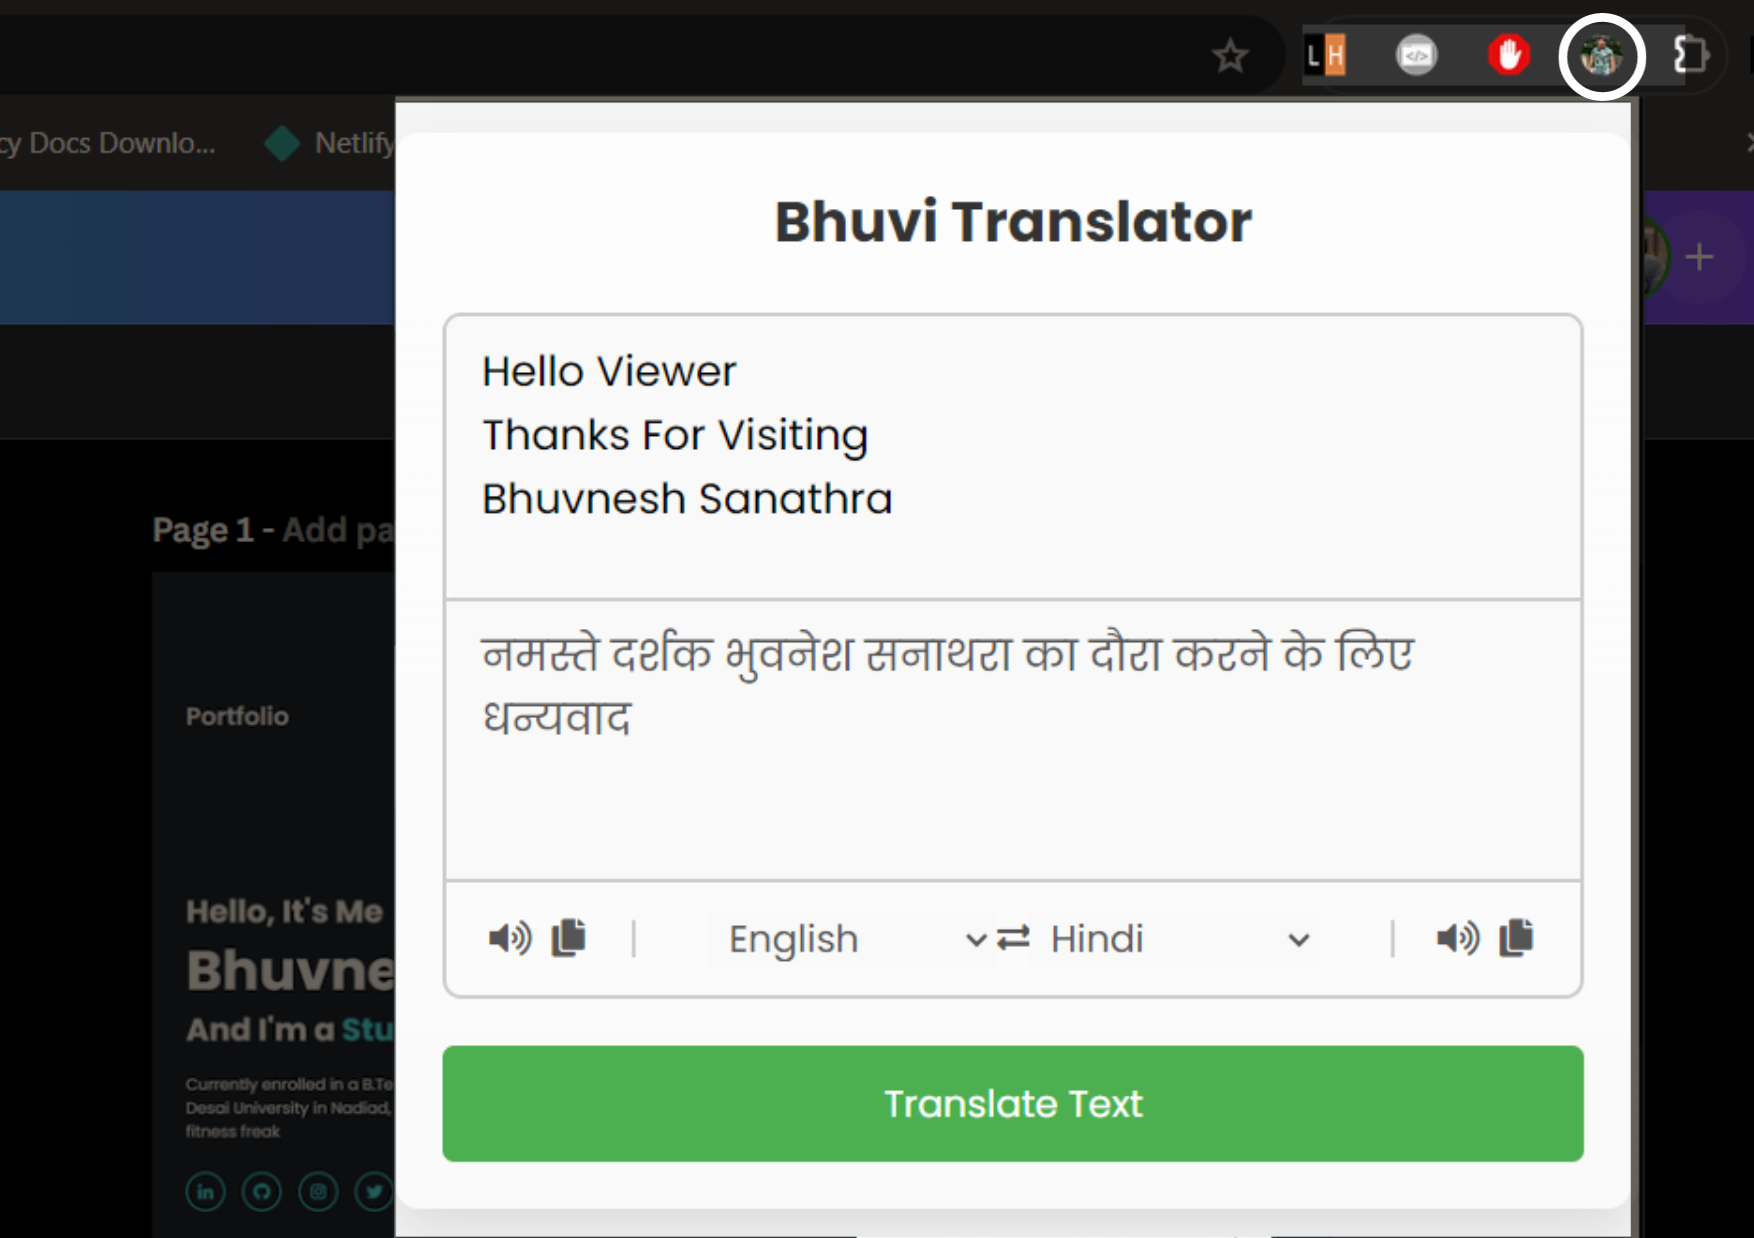 LH
cy Docs Downlo...
Netlify
Bhuvi Translator
Hello Viewer
Thanks For Visiting
Bhuvnesh Sanathra
नमस्ते दर्शक भुवनेश सनाथरा का दौरा करने के लिए
धन्यवाद
English
Hindi
Translate Text
Page 1 - Add pa
Portfolio
Hello, It's Me
Bhuvne
And I'm a Stu
Currently enrolled in a B.Te
Desai University in Nadiad,
fitness freak
in